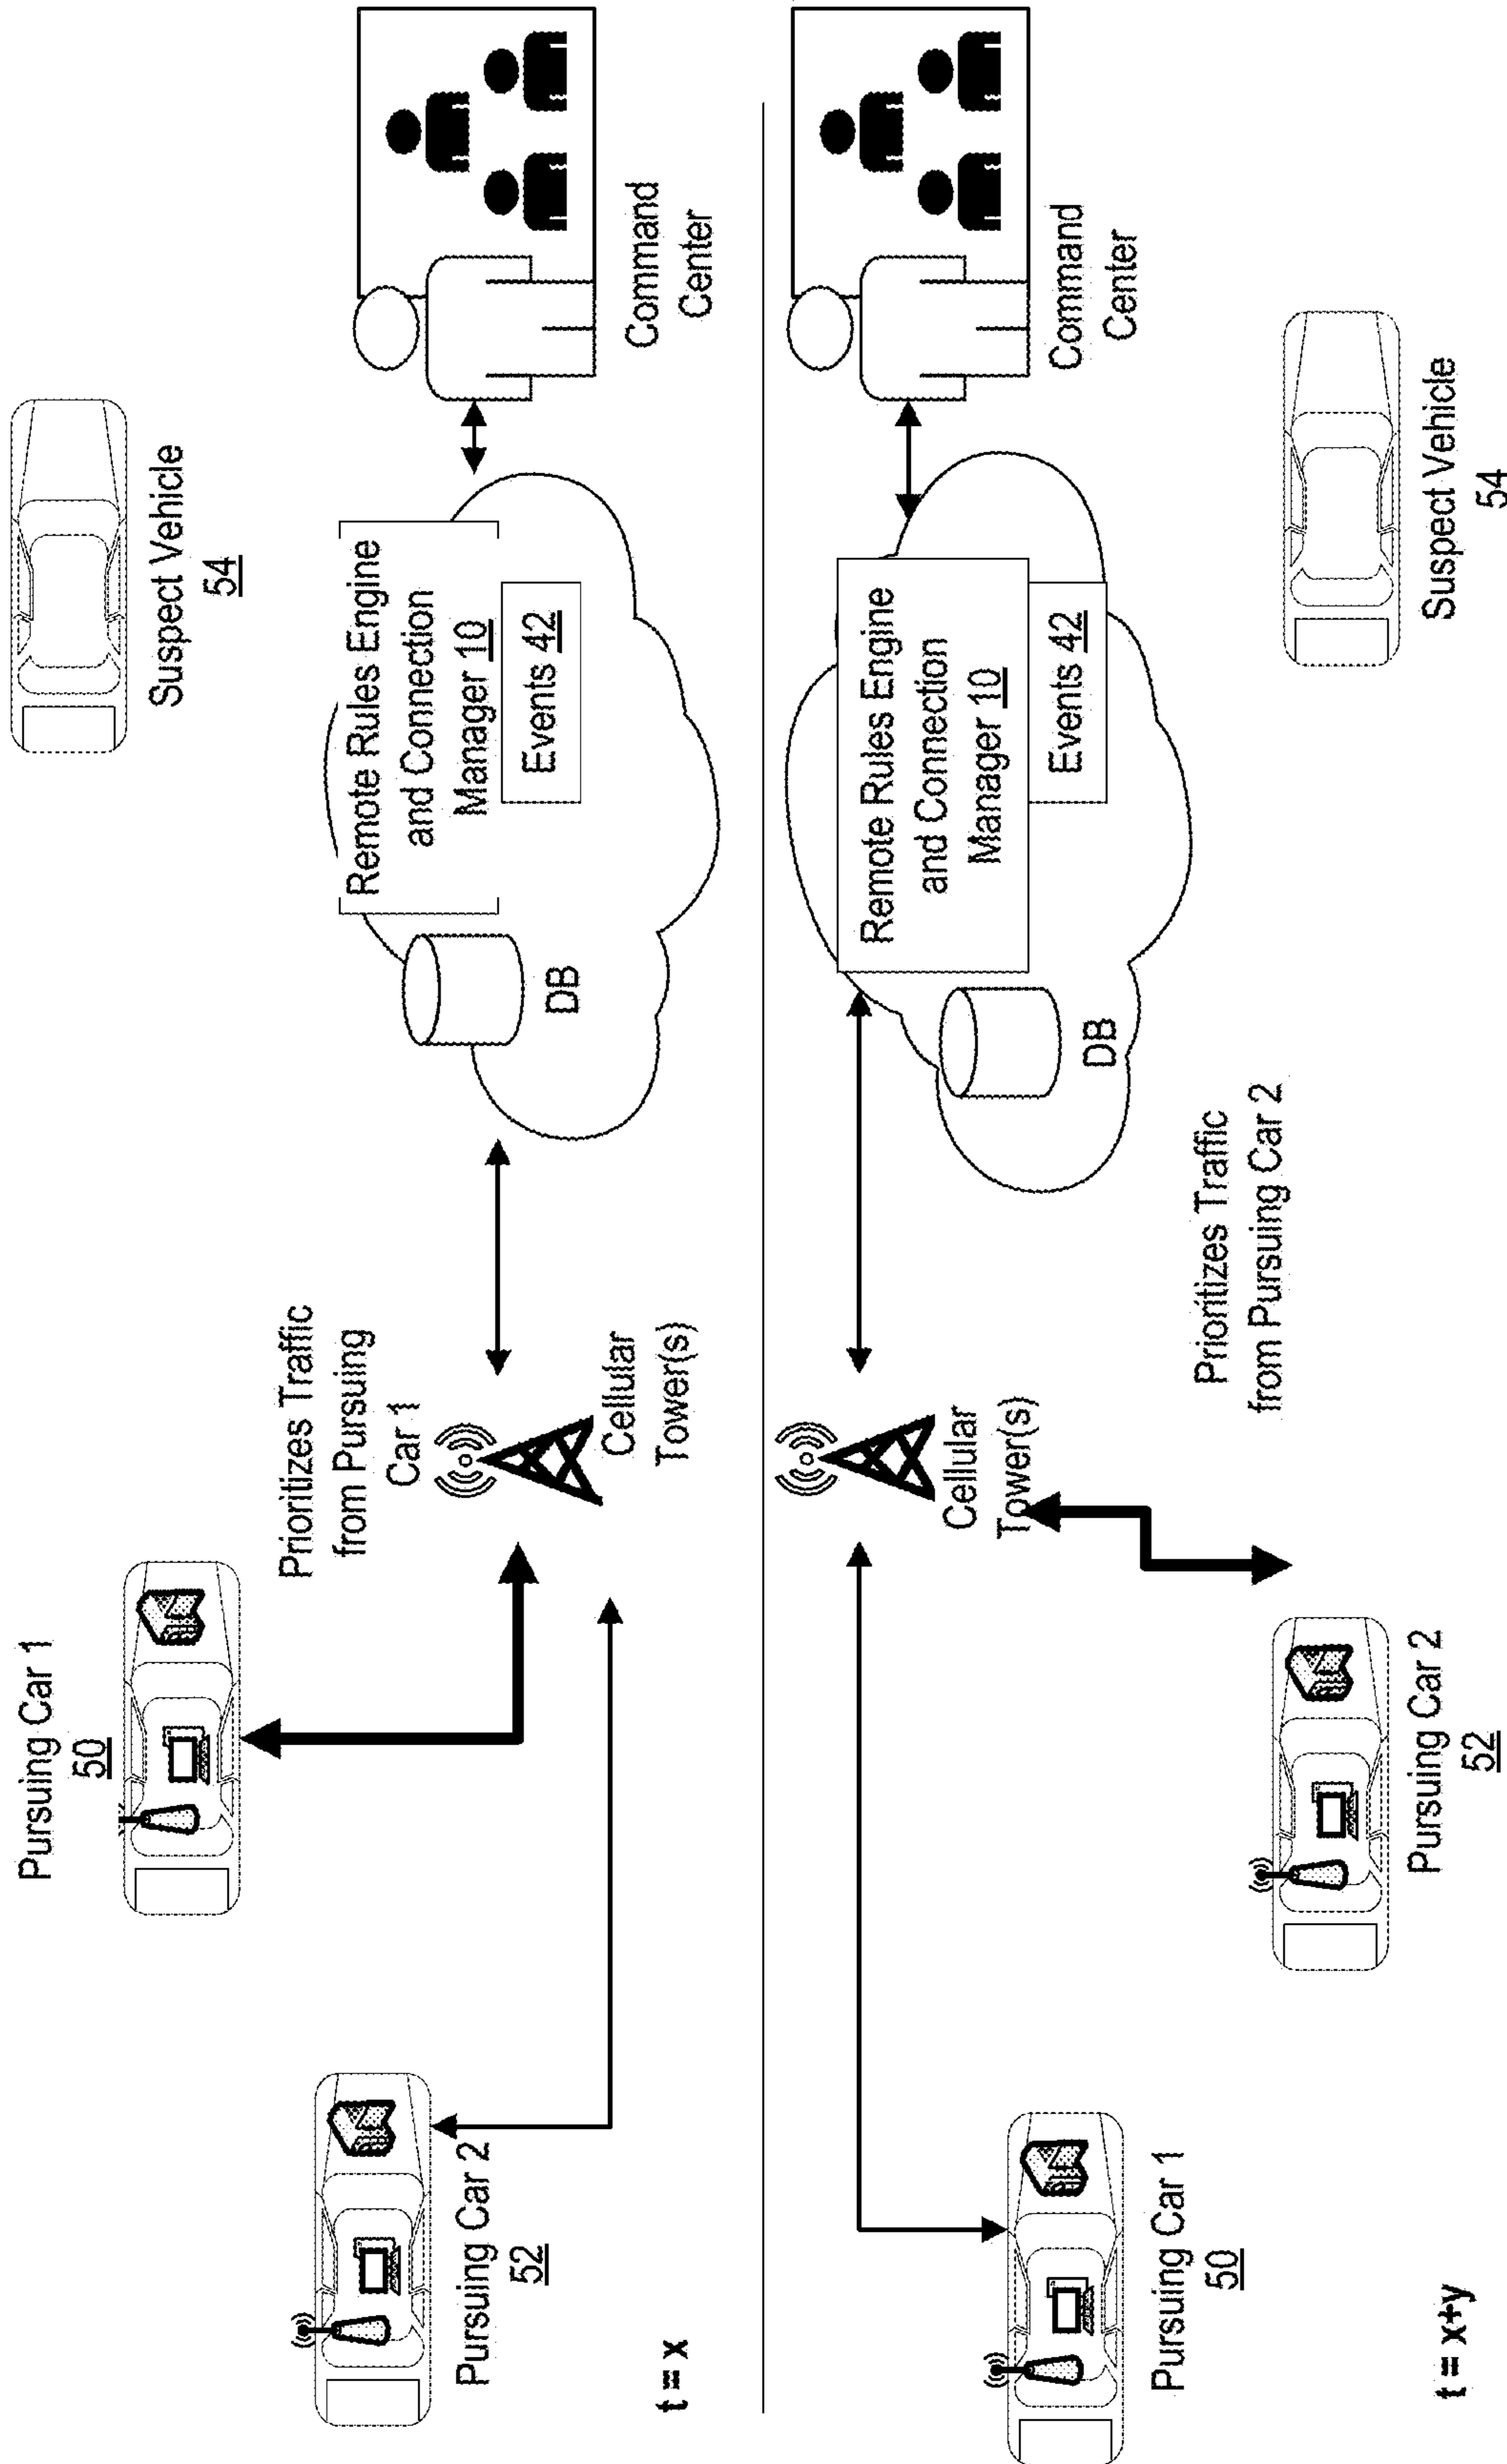 Pursuing Car 1
50
Suspect Vehicle
54
Prioritizes Traffic
from Pursuing
Car 1
Pursuing Car 2
52
Cellular
Tower(s)
DB
Remote Rules Engine
and Connection
Manager 10
Events 42
Command
Center
t = x
Cellular
Tower(s)
Remote Rules Engine
and Connection
Manager 10
Events 42
DB
Command
Center
Prioritizes Traffic
from Pursuing Car 2
Pursuing Car 1
50
Pursuing Car 2
52
Suspect Vehicle
54
t = x+y